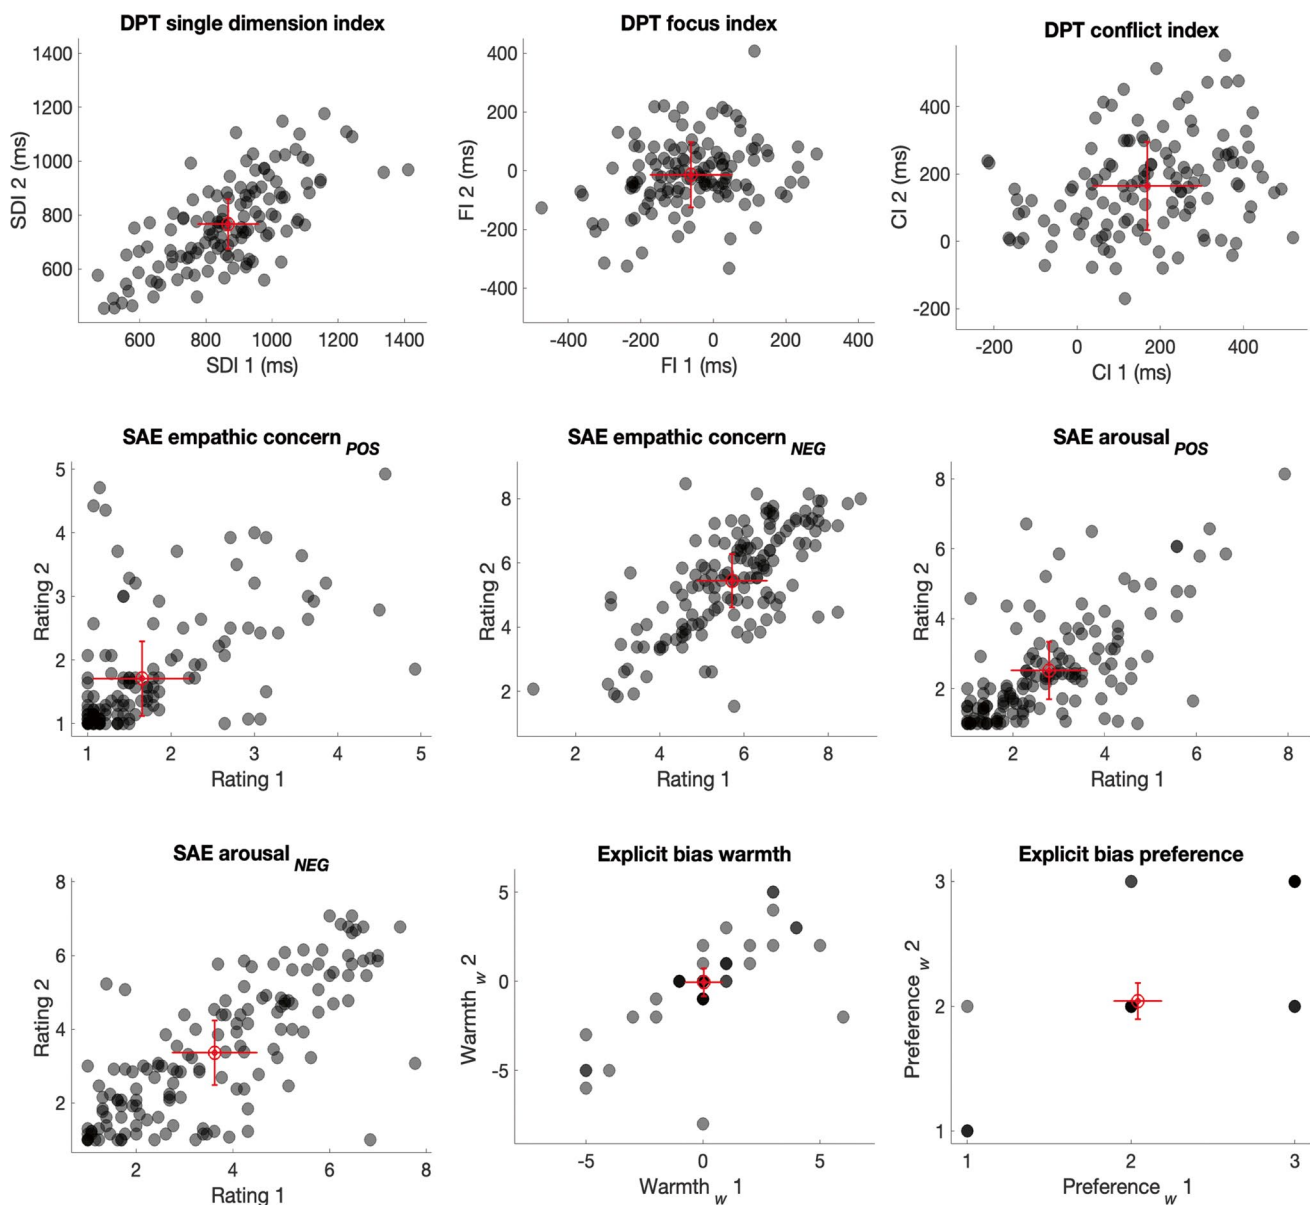 DPT single dimension index
1400
1200
1000
800
600
SDI 2 (ms)
600 800 1000 1200 1400
SDI 1 (ms)
DPT focus index
400
200
0
-200
-400
FI 2 (ms)
-400 -200 0 200 400
FI 1 (ms)
DPT conflict index
400
200
0
-200
CI 2 (ms)
-200 0 200 400
CI 1 (ms)
SAE empathic concern POS
5
4
3
2
1
Rating 2
1 2 3 4 5
Rating 1
SAE empathic concern NEG
8
6
4
2
Rating 2
2 4 6 8
Rating 1
SAE arousal POS
8
6
4
2
Rating 2
2 4 6 8
Rating 1
SAE arousal NEG
8
6
4
2
Rating 2
2 4 6 8
Rating 1
Explicit bias warmth
5
0
-5
Warmth w 2
-5 0 5
Warmth w 1
Explicit bias preference
3
2
1
Preference w 2
1 2 3
Preference w 1